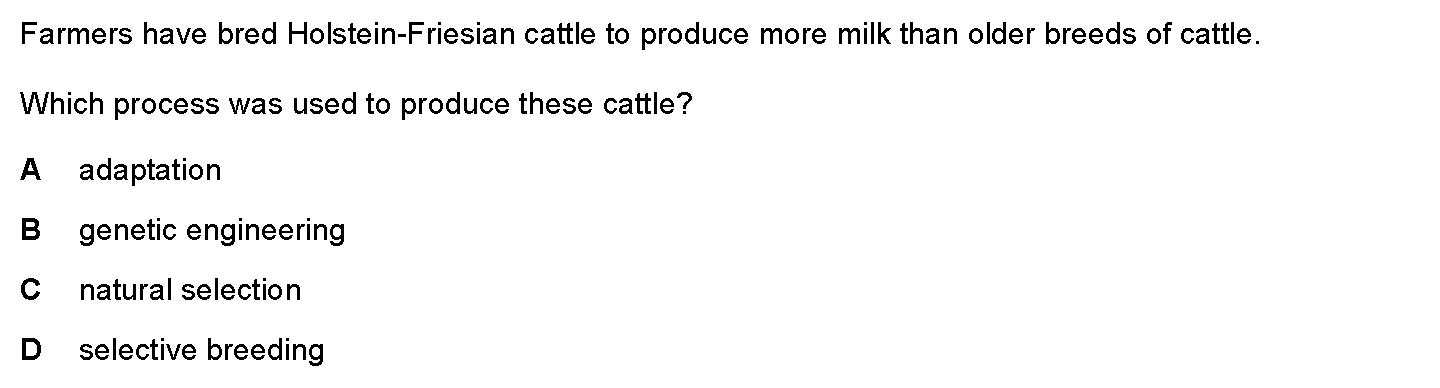 Farmers have bred Holstein-Friesian cattle to produce more milk than older breeds of cattle.
Which process was used to produce these cattle?
A adaptation
B genetic engineering
C natural selection
D selective breeding